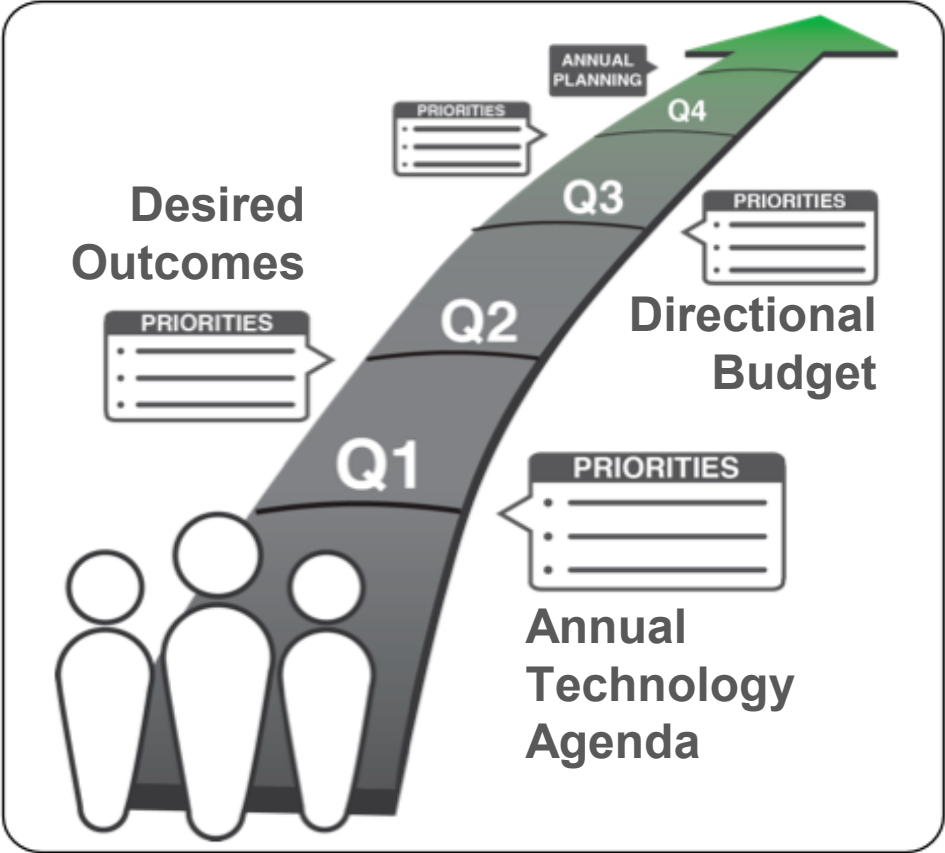 ANNUAL
PLANNING
Q4
PRIORITIES
Q3
PRIORITIES
Desired
Outcomes
Directional
Budget
Q2
PRIORITIES
Q1
PRIORITIES
Annual
Technology
Agenda